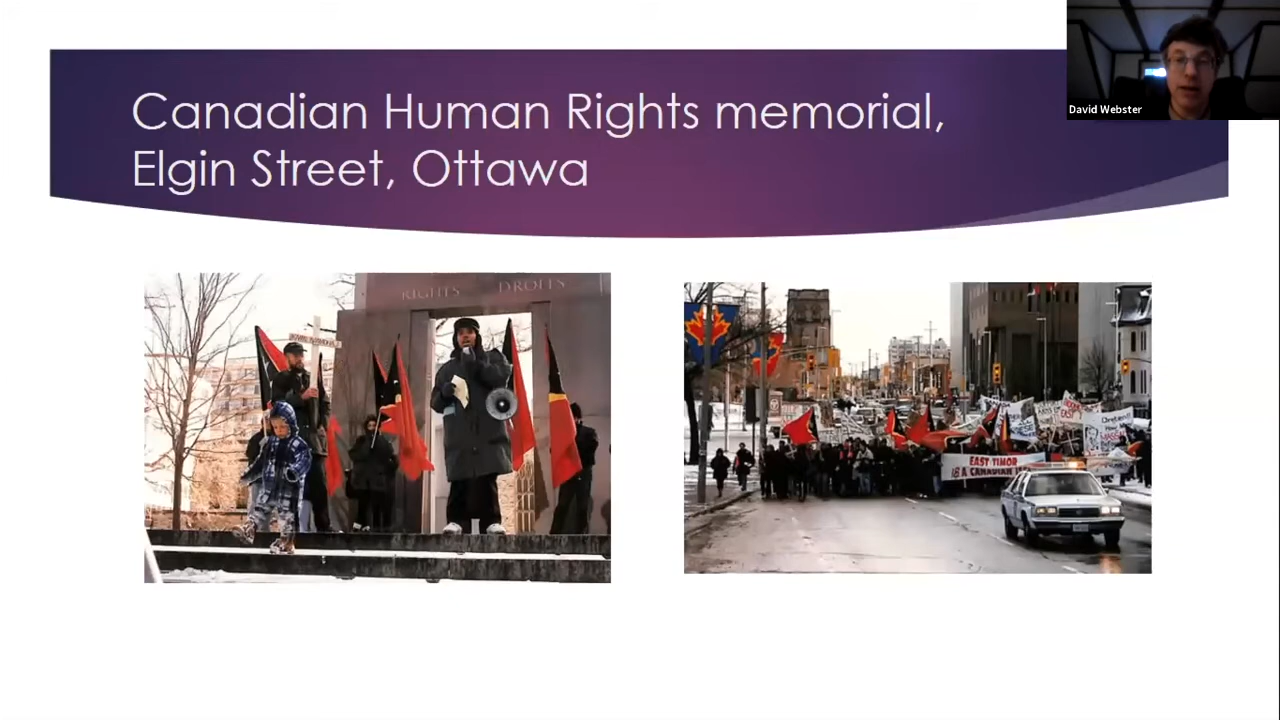 Canadian Human Rights memorial,
Elgin Street, Ottawa
David Webster
RIGHTS DROITS
EAST TIMOR
IS A CANADIAN